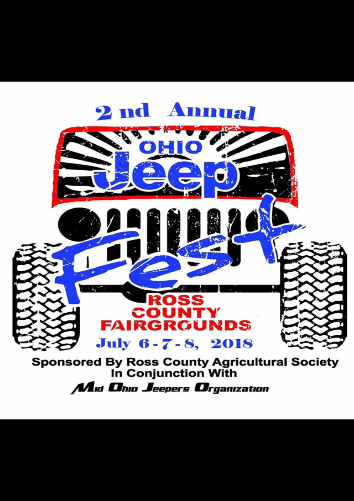 2nd Annual
OHIO
Jeep
Fest
ROSS
COUNTY
FAIRGROUNDS
July 6-7-8, 2018
Sponsored By Ross County Agricultural Society
In Conjunction With
Mid Ohio Jeepers Organization